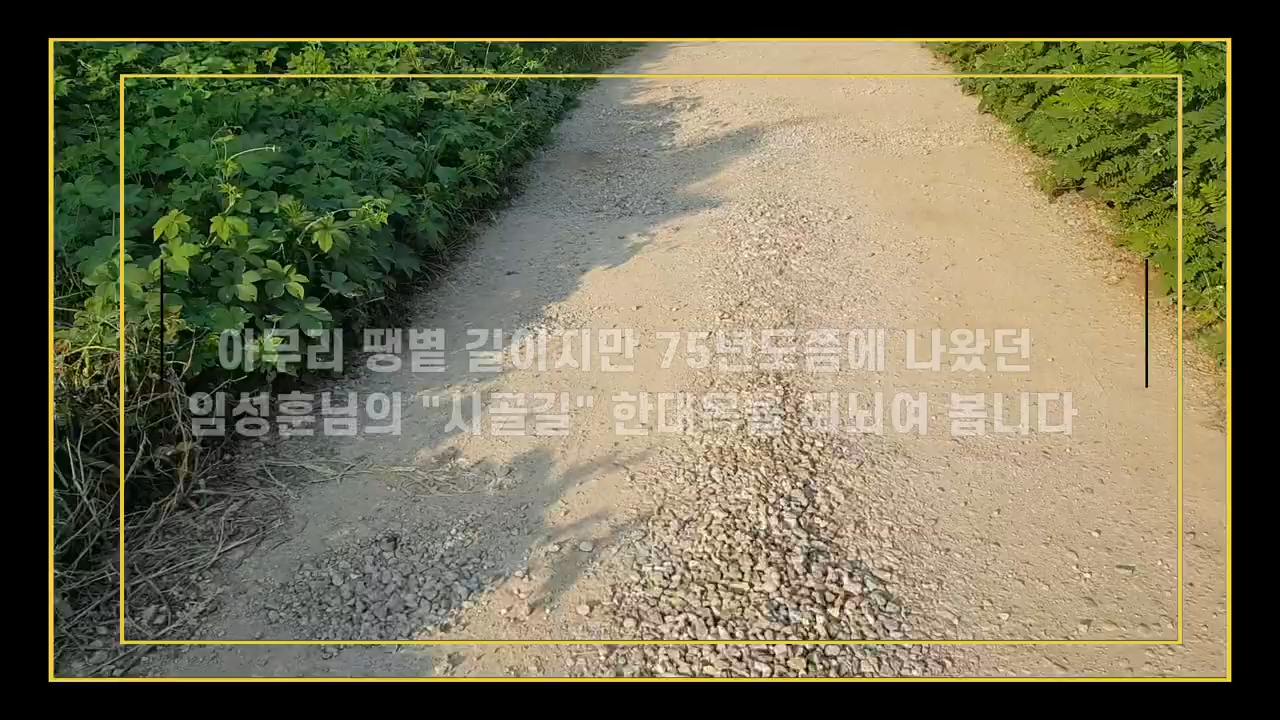 아무리 땡볕 길이지만 75년도즘에 나왔던
임성훈님의 "시골길" 한대목을 되뇌여 봅니다